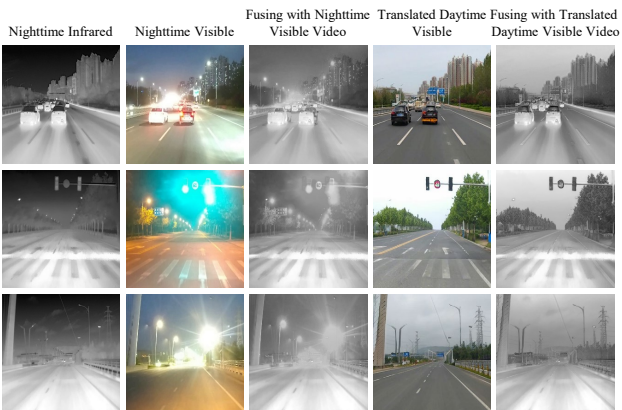 Nighttime Infrared
Nighttime Visible
Fusing with Nighttime
Visible Video
Translated Daytime
Visible
Fusing with Translated
Daytime Visible Video